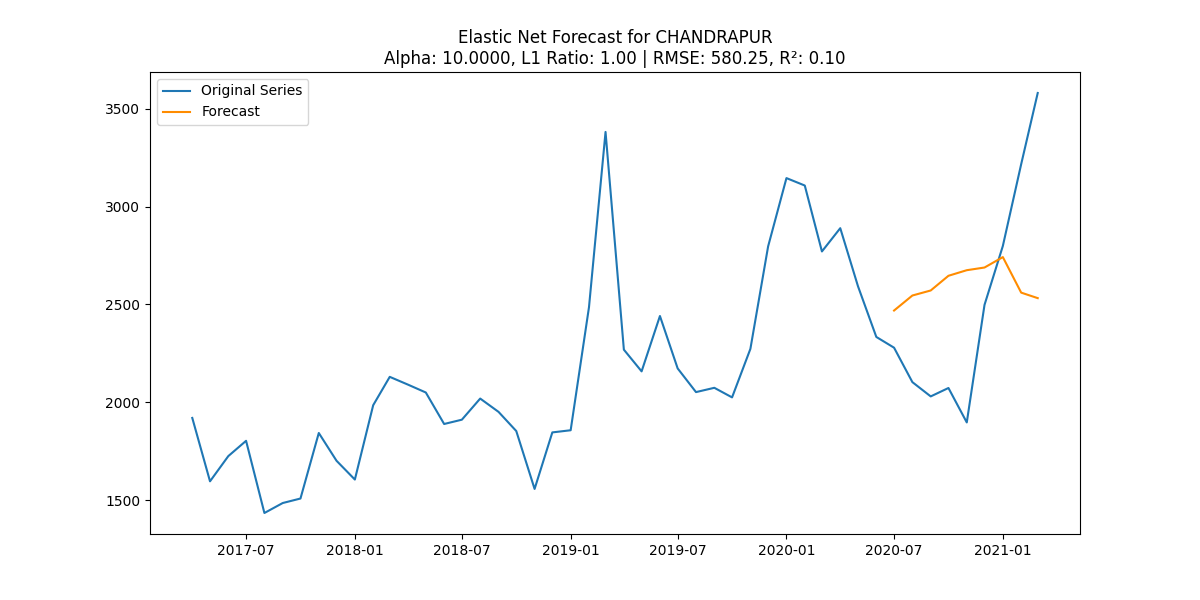 Elastic Net Forecast for CHANDRAPUR
Alpha: 10.0000, L1 Ratio: 1.00 | RMSE: 580.25, R²: 0.10
Original Series
Forecast
3500
3000
2500
2000
1500
2017-07 2018-01 2018-07 2019-01 2019-07 2020-01 2020-07 2021-01